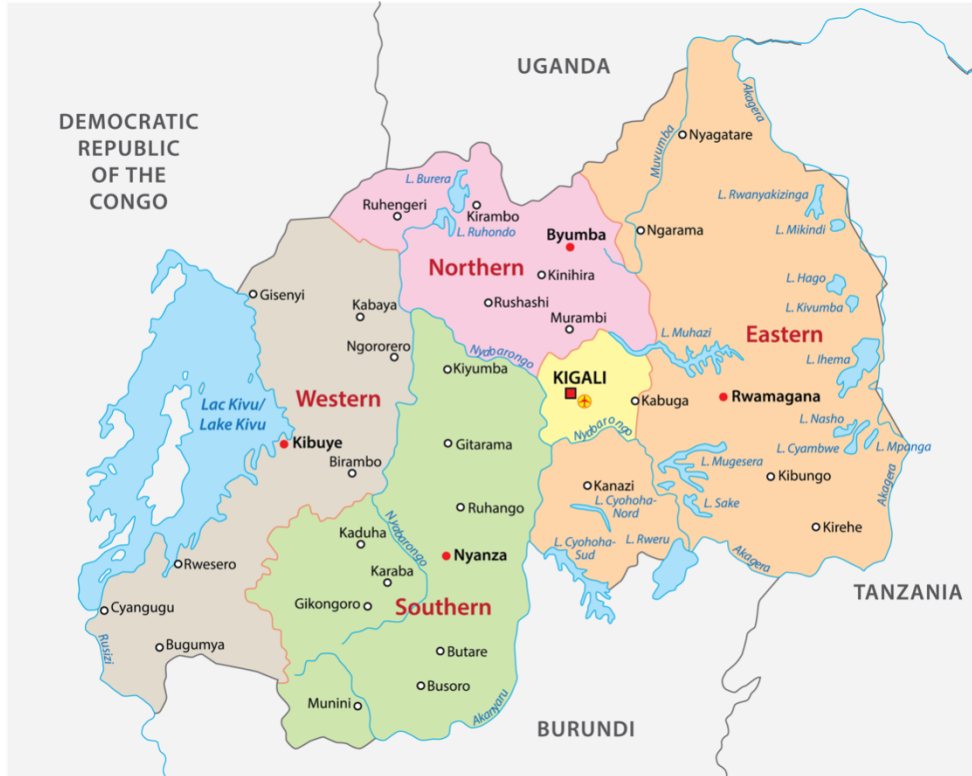 UGANDA
DEMOCRATIC
REPUBLIC
OF THE
CONGO
Akagera
Muvumba
Nyagatare
L. Burera
Ruhengeri
Kirambo
L. Ruhondo
L. Rwanyakizinga
L. Mikindi
Byumba
Ngarama
Northern
Kinihira
L. Hago
L. Kivumba
Gisenyi
Kabaya
Rushashi
Murambi
L. Muhazi
Eastern
Ngororero
Nyabarongo
L. Ihema
Kiyumba
KIGALI
Western
Kabuga
Rwamagana
Lac Kivu/
Lake Kivu
L. Nasho
Nyabarongo
Kibuye
Gitarama
L. Cyambwe
L. Mpanga
Birambo
L. Mugesera
Kibungo
Akagera
Kanazi
L. Cyohoha-
Nord
L. Sake
Ruhango
Kirehe
Kaduha
Nyabarongo
L. Cyohoha-
Sud
L. Rweru
Nyanza
Akagera
Rwesero
Karaba
TANZANIA
Cyangugu
Gikongoro
Southern
Rusizi
Bugumya
Butare
Busoro
Munini
Akanyaru
BURUNDI